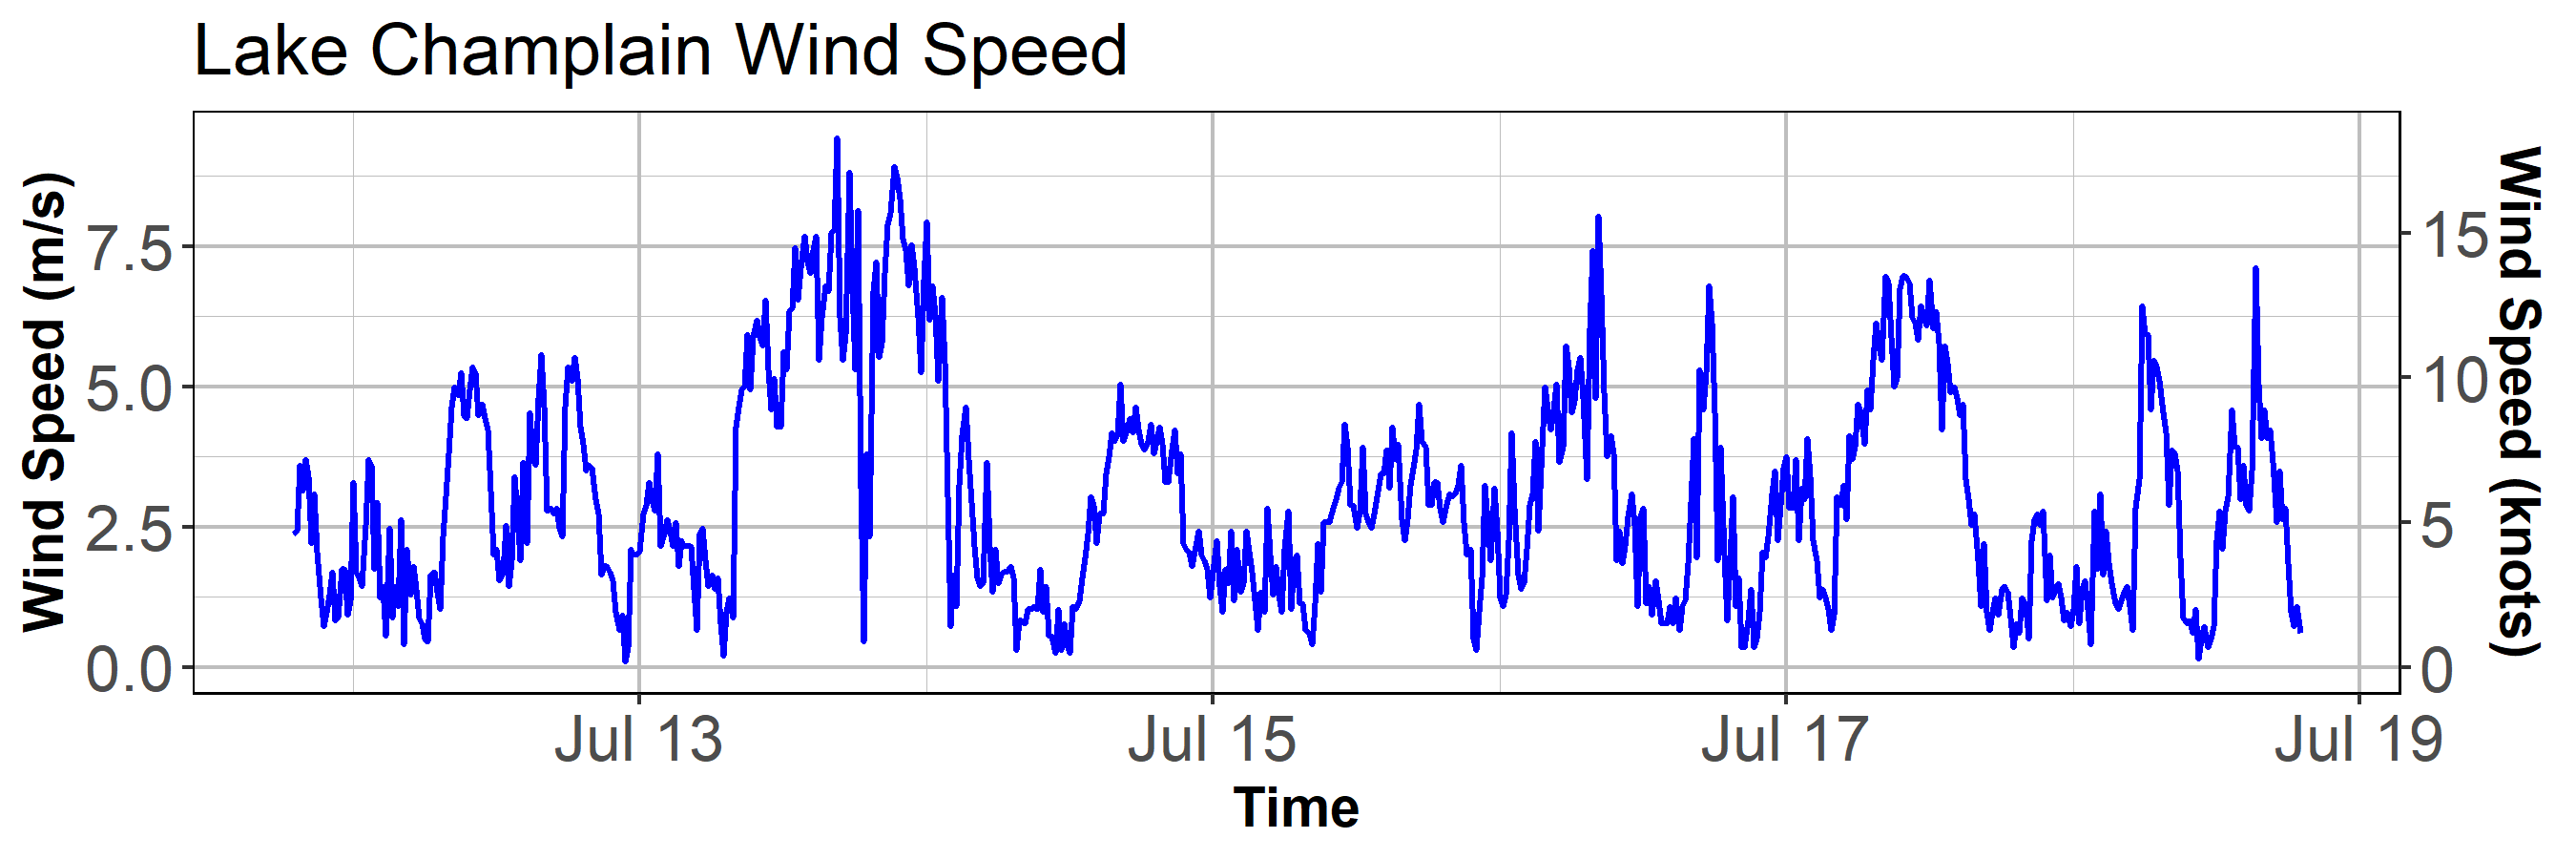 Lake Champlain Wind Speed
Wind Speed (m/s)
7.5
5.0
2.5
0.0
15
10
5
0
Wind Speed (knots)
Jul 13
Jul 15
Jul 17
Jul 19
Time